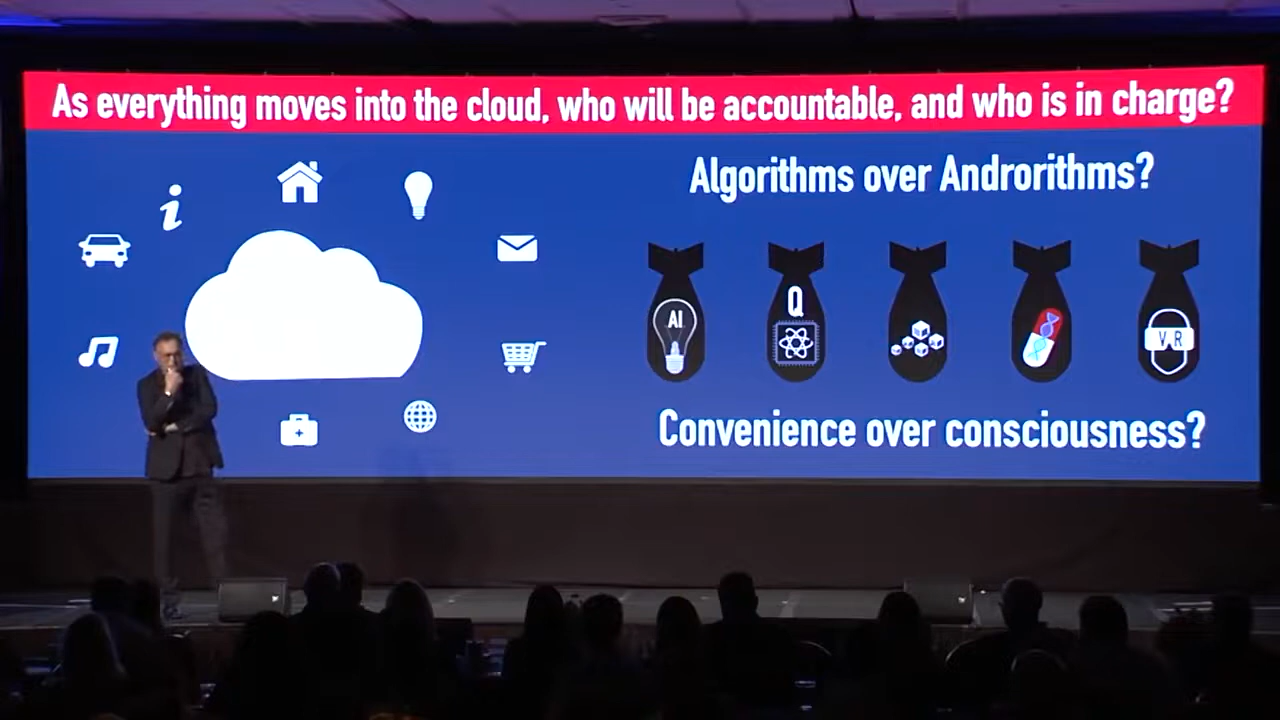 As everything moves into the cloud, who will be accountable, and who is in charge?
Algorithms over Androrithms?
i
AI
Q
VR
Convenience over consciousness?